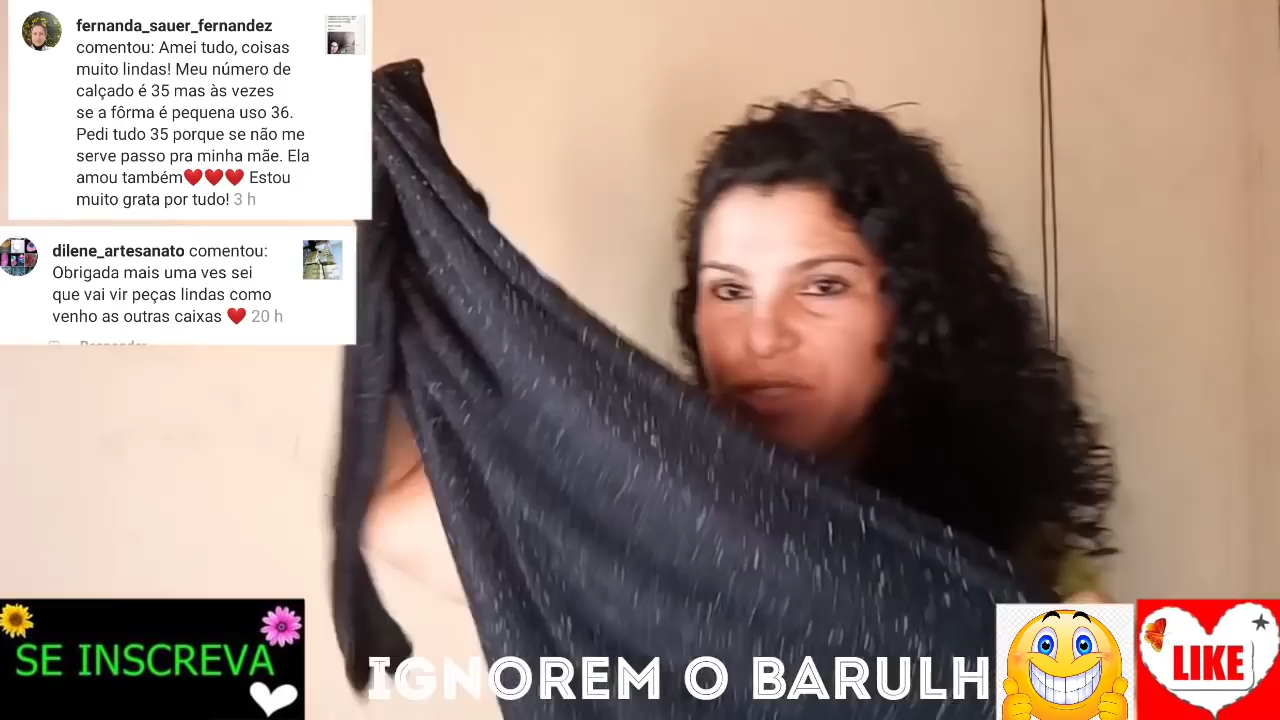 fernanda_sauer_fernandez
comentou: Amei tudo, coisas
muito lindas! Meu número de
calçado é 35 mas às vezes
se a fôrma é pequena uso 36.
Pedi tudo 35 porque se não me
serve passo pra minha mãe. Ela
amou também❤️❤️❤️ Estou
muito grata por tudo! 3 h
dilene_artesanato comentou:
Obrigada mais uma ves sei
que vai vir peças lindas como
venho as outras caixas ❤️ 20 h
SE INSCREVA
IGNOREM O BARULH
LIKE